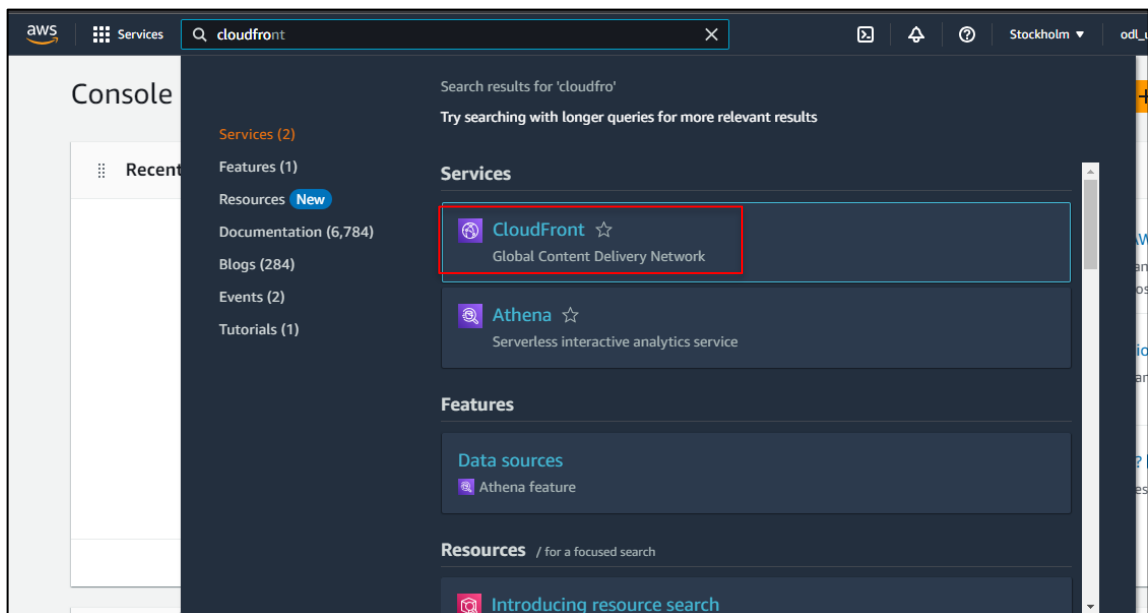 aws
Services
cloudfront
Stockholm
odl_u
Console
Recent
Search results for 'cloudfro'
Try searching with longer queries for more relevant results
Services (2)
Features (1)
Resources New
Documentation (6,784)
Blogs (284)
Events (2)
Tutorials (1)
Services
CloudFront
Global Content Delivery Network
Athena
Serverless interactive analytics service
Features
Data sources
Athena feature
Resources / for a focused search
Introducing resource search